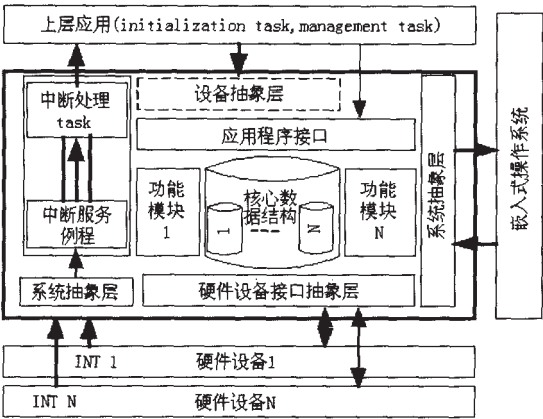 上层应用(initialization task,management task)
中断处理
task
设备抽象层
应用程序接口
中断服务
例程
功能
模块
1
核心数
据结构
1
N
功能
模块
N
系统抽象层
嵌入式操作系统
系统抽象层
硬件设备接口抽象层
INT 1
硬件设备1
INT N
硬件设备N